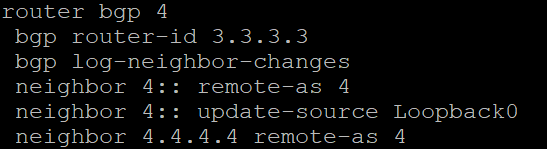 router bgp 4
bgp router-id 3.3.3.3
bgp log-neighbor-changes
neighbor 4:: remote-as 4
neighbor 4:: update-source Loopback0
neighbor 4.4.4.4 remote-as 4